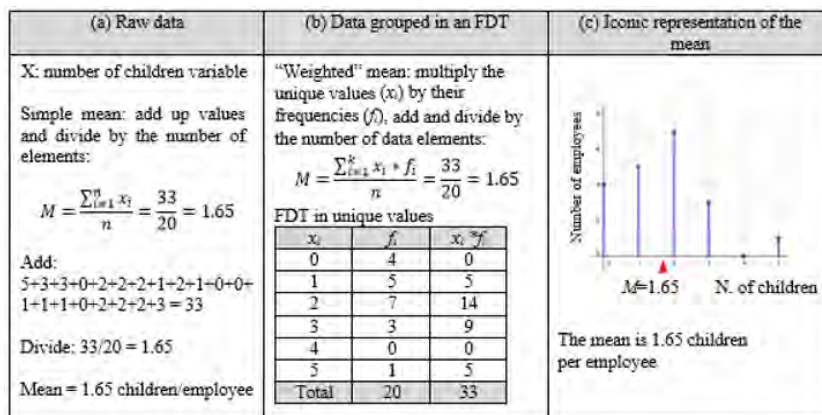 (a) Raw data
X: number of children variable
Simple mean: add up values
and divide by the number of
elements:
M = ∑ⁿᵢ₌₁ xᵢ / n = 33/20 = 1.65
Add:
5+3+3+0+2+2+2+1+2+1+0+0+
1+1+1+0+2+2+2+3 = 33
Divide: 33/20 = 1.65
Mean = 1.65 children/employee
(b) Data grouped in an FDT
“Weighted” mean: multiply the
unique values (xᵢ) by their
frequencies (fᵢ), add and divide by
the number of data elements:
M = ∑ᵏᵢ₌₁ xᵢ * fᵢ / n = 33/20 = 1.65
FDT in unique values
xᵢ fᵢ xᵢ *fᵢ
0 4 0
1 5 5
2 7 14
3 3 9
4 0 0
5 1 5
Total 20 33
(c) Iconic representation of the
mean
Number of employees
M=1.65 N. of children
The mean is 1.65 children
per employee